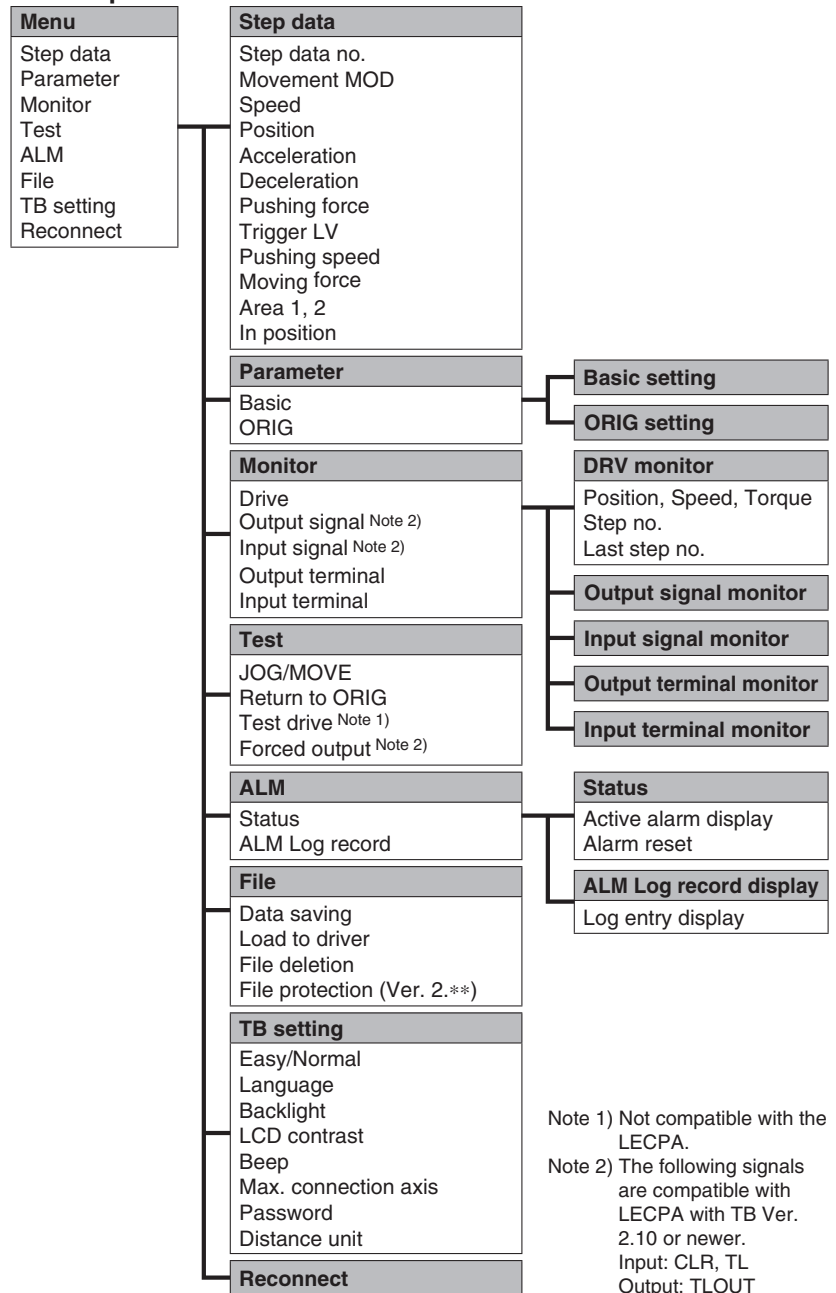 Menu
Step data
Parameter
Monitor
Test
ALM
File
TB setting
Reconnect
Step data
Step data no.
Movement MOD
Speed
Position
Acceleration
Deceleration
Pushing force
Trigger LV
Pushing speed
Moving force
Area 1, 2
In position
Parameter
Basic
ORIG
Basic setting
ORIG setting
Monitor
Drive
Output signal Note 2)
Input signal Note 2)
Output terminal
Input terminal
DRV monitor
Position, Speed, Torque
Step no.
Last step no.
Output signal monitor
Input signal monitor
Output terminal monitor
Input terminal monitor
Test
JOG/MOVE
Return to ORIG
Test drive Note 1)
Forced output Note 2)
ALM
Status
ALM Log record
Status
Active alarm display
Alarm reset
ALM Log record display
Log entry display
File
Data saving
Load to driver
File deletion
File protection (Ver. 2.**)
TB setting
Easy/Normal
Language
Backlight
LCD contrast
Beep
Max. connection axis
Password
Distance unit
Reconnect
Note 1) Not compatible with the
LECPA.
Note 2) The following signals
are compatible with
LECPA with TB Ver.
2.10 or newer.
Input: CLR, TL
Output: TLOUT